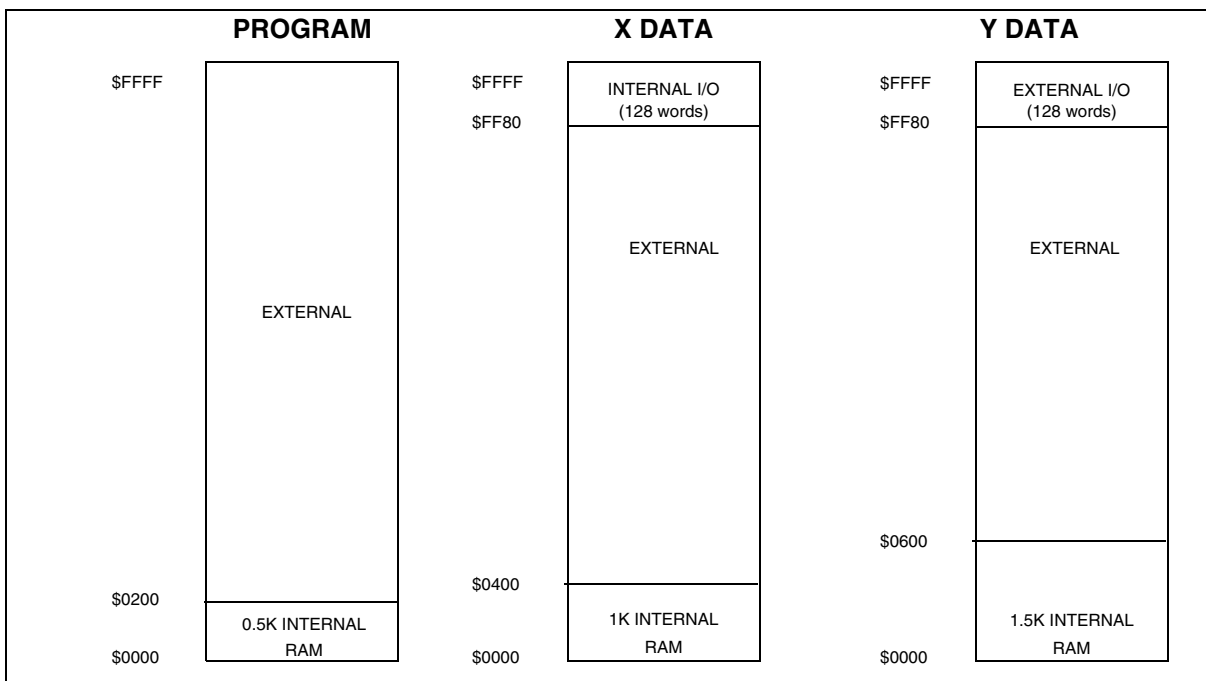 PROGRAM
$FFFF
EXTERNAL
$0200
0.5K INTERNAL
RAM
$0000
X DATA
$FFFF
INTERNAL I/O
(128 words)
$FF80
EXTERNAL
$0400
1K INTERNAL
RAM
$0000
Y DATA
$FFFF
EXTERNAL I/O
(128 words)
$FF80
EXTERNAL
$0600
1.5K INTERNAL
RAM
$0000